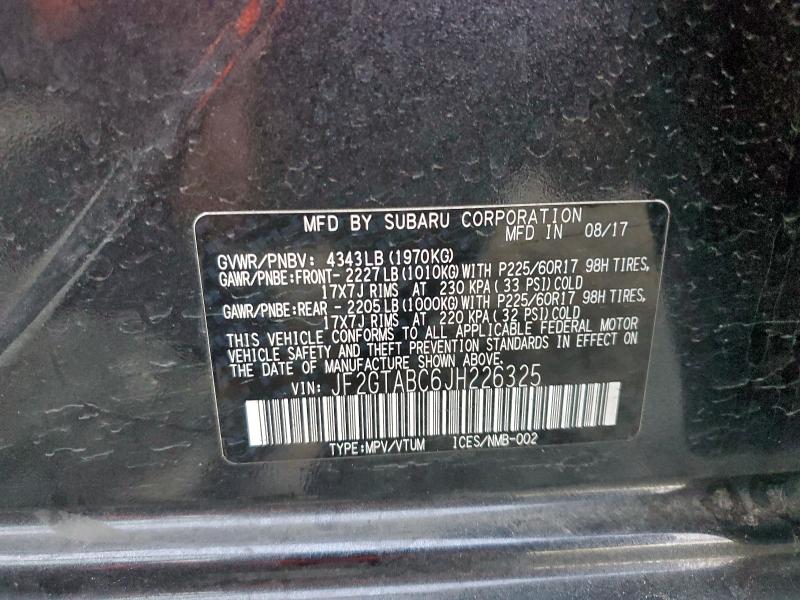 MFD BY SUBARU CORPORATION
MFD IN 08/17
GVWR/PNBV: 4343LB (1970KG)
GAWR/PNBE:FRONT- 2227LB(1010KG)WITH P225/60R17 98H TIRES,
17X7J RIMS AT 230 KPA( 33 PSI)COLD
GAWR/PNBE:REAR - 2205LB(1000KG)WITH P225/60R17 98H TIRES,
17X7J RIMS AT 220 KPA( 32 PSI)COLD
THIS VEHICLE CONFORMS TO ALL APPLICABLE FEDERAL MOTOR
VEHICLE SAFETY AND THEFT PREVENTION STANDARDS IN EFFECT ON
THE DATE OF MANUFACTURE SHOWN ABOVE.
VIN: JF2GTABC6JH226325
TYPE:MPV/VTUM ICES/NMB-002